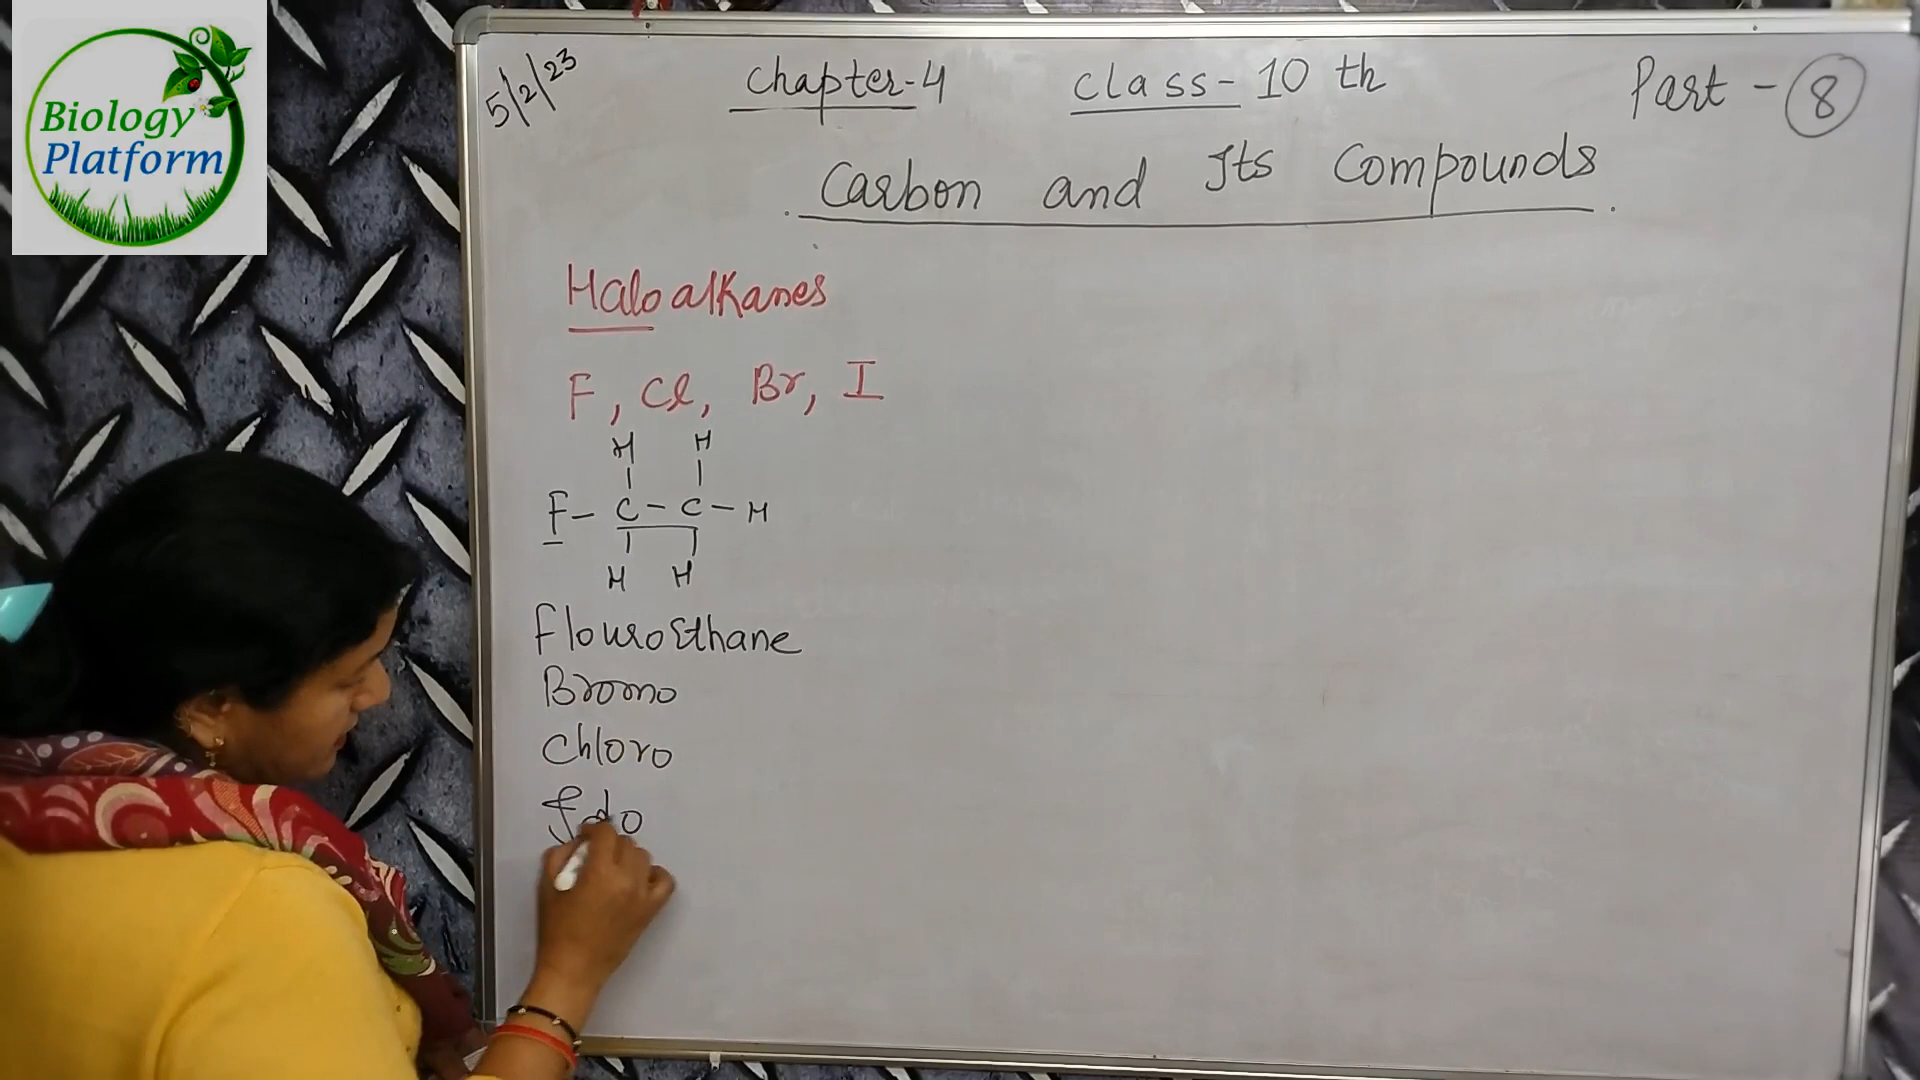 Biology
Platform
5/2/23
Chapter-4 Class-10 th Part - 8
Carbon and Its Compounds
Haloalkanes
F, Cl, Br, I
H H
F - C - C - H
H H
FlouroEthane
Bromo
Chloro